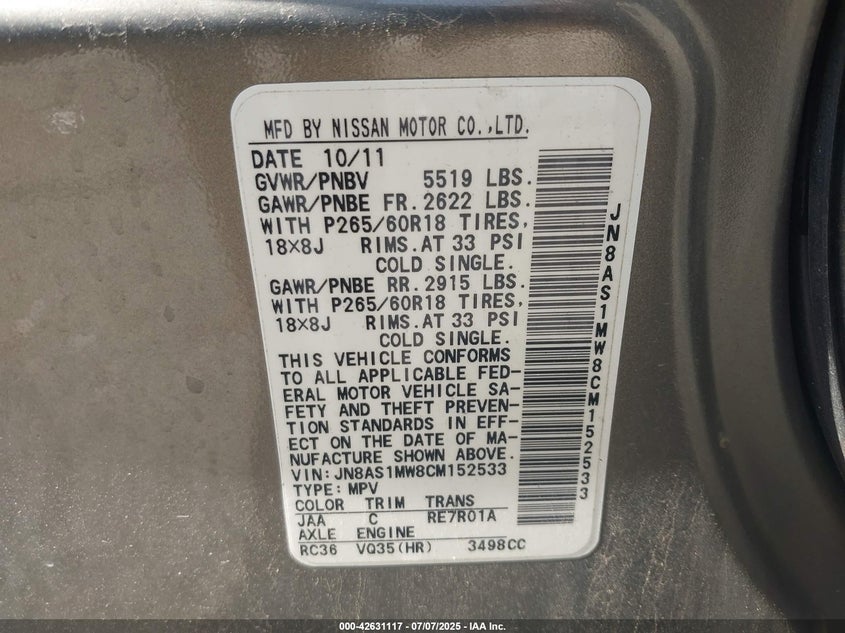 MFD BY NISSAN MOTOR CO.,LTD.
DATE 10/11
GVWR/PNBV 5519 LBS.
GAWR/PNBE FR. 2622 LBS.
WITH P265/60R18 TIRES,
18×8J RIMS. AT 33 PSI
COLD SINGLE.
GAWR/PNBE RR. 2915 LBS.
WITH P265/60R18 TIRES,
18×8J RIMS. AT 33 PSI
COLD SINGLE.
THIS VEHICLE CONFORMS
TO ALL APPLICABLE FED-
ERAL MOTOR VEHICLE SA-
FETY AND THEFT PREVEN-
TION STANDARDS IN EFF-
ECT ON THE DATE OF MA-
NUFACTURE SHOWN ABOVE.
VIN:JN8AS1MW8CM152533
TYPE: MPV
COLOR TRIM TRANS
JAA C RE7R01A
AXLE ENGINE
RC36 VQ35(HR) 3498CC
JN8AS1MW8CM152533
000-42631117 - 07/07/2025 - IAA Inc.